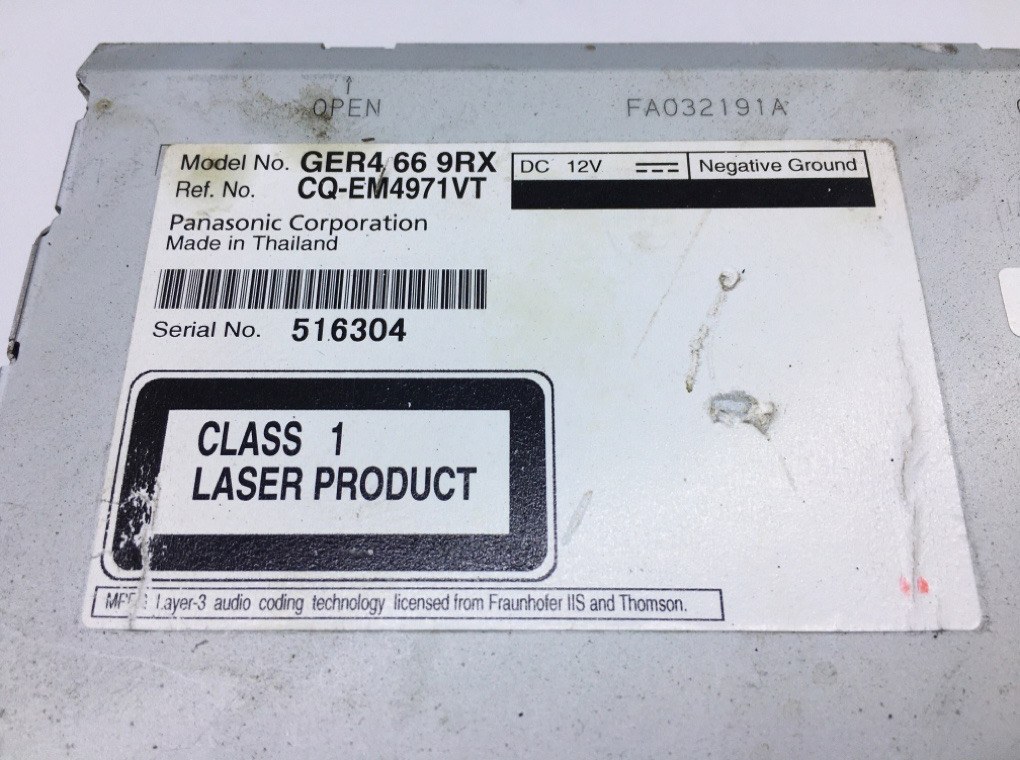 OPEN
FA032191A
Model No. GER4 66 9RX
Ref. No. CQ-EM4971VT
DC 12V
Negative Ground
Panasonic Corporation
Made in Thailand
Serial No. 516304
CLASS 1
LASER PRODUCT
Layer-3 audio coding technology licensed from Fraunhofer IIS and Thomson.